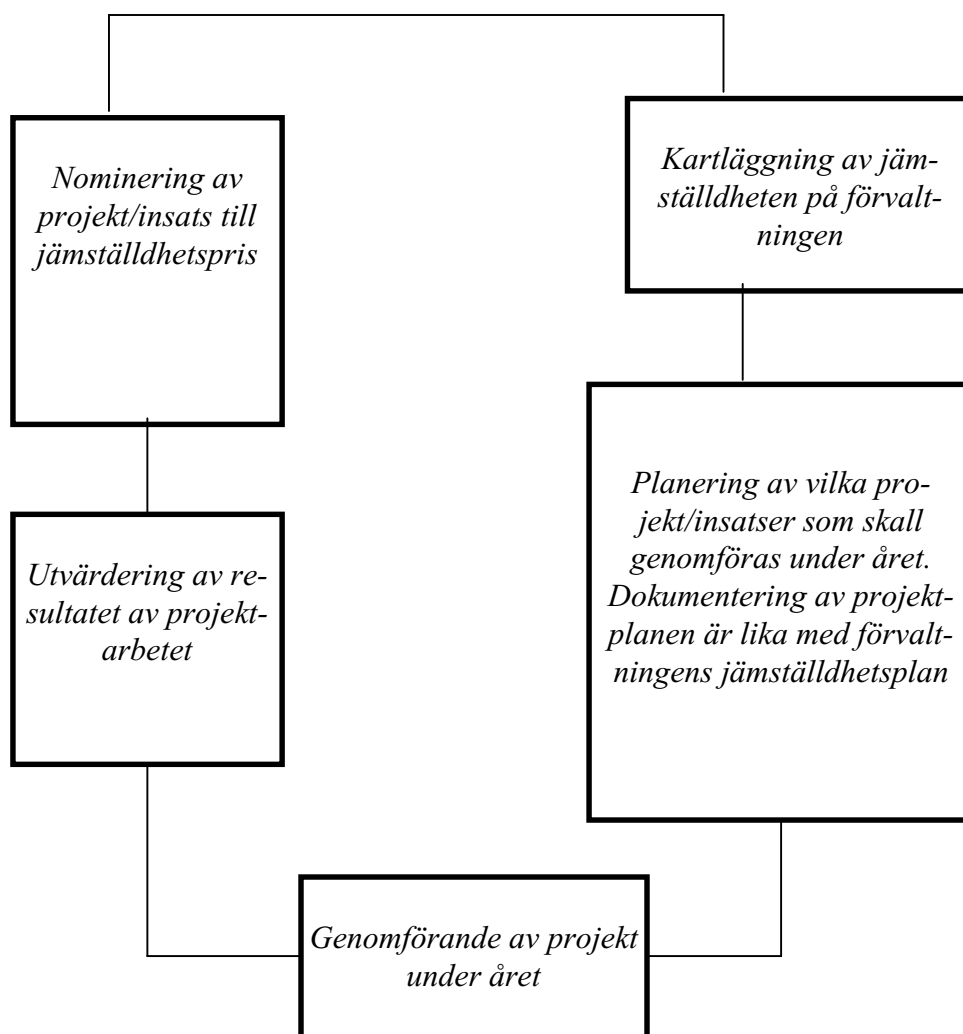 Nominering av
projekt/insats till
jämställdhetspris
Kartläggning av jäm-
ställdheten på förvalt-
ningen
Planering av vilka pro-
jekt/insatser som skall
genomföras under året.
Dokumentering av projekt-
planen är lika med förvalt-
ningens jämställdhetsplan
Utvärdering av re-
sultatet av projekt-
arbetet
Genomförande av projekt
under året